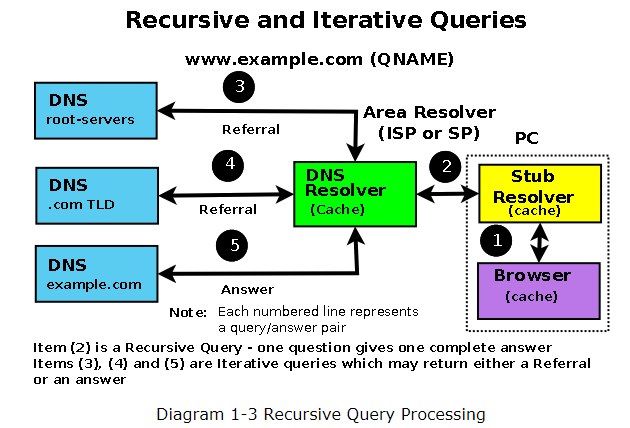 Recursive and Iterative Queries
www.example.com (QNAME)
3
DNS
root-servers
Referral
Area Resolver
(ISP or SP)
PC
4
DNS
.com TLD
Referral
DNS
Resolver
(Cache)
2
Stub
Resolver
(cache)
1
5
DNS
example.com
Answer
Browser
(cache)
Note: Each numbered line represents
a query/answer pair
Item (2) is a Recursive Query - one question gives one complete answer
Items (3), (4) and (5) are Iterative queries which may return either a Referral
or an answer
Diagram 1-3 Recursive Query Processing